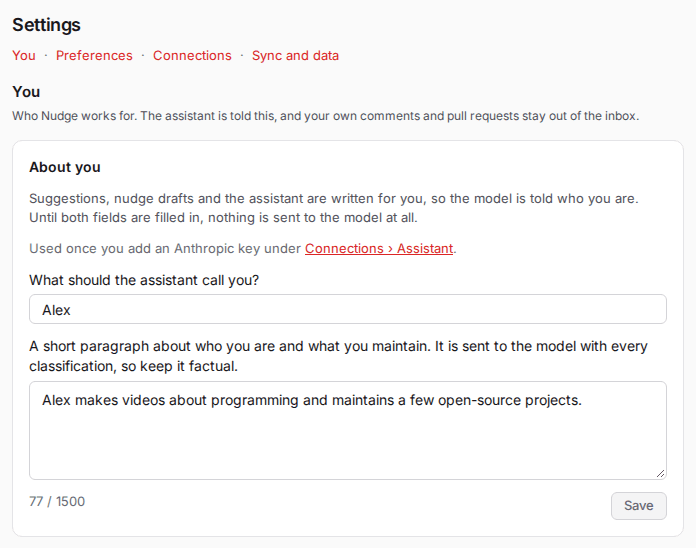 Settings
You · Preferences · Connections · Sync and data
You
Who Nudge works for. The assistant is told this, and your own comments and pull requests stay out of the inbox.
About you
Suggestions, nudge drafts and the assistant are written for you, so the model is told who you are.
Until both fields are filled in, nothing is sent to the model at all.
Used once you add an Anthropic key under Connections › Assistant.
What should the assistant call you?
Alex
A short paragraph about who you are and what you maintain. It is sent to the model with every
classification, so keep it factual.
Alex makes videos about programming and maintains a few open-source projects.
77 / 1500
Save